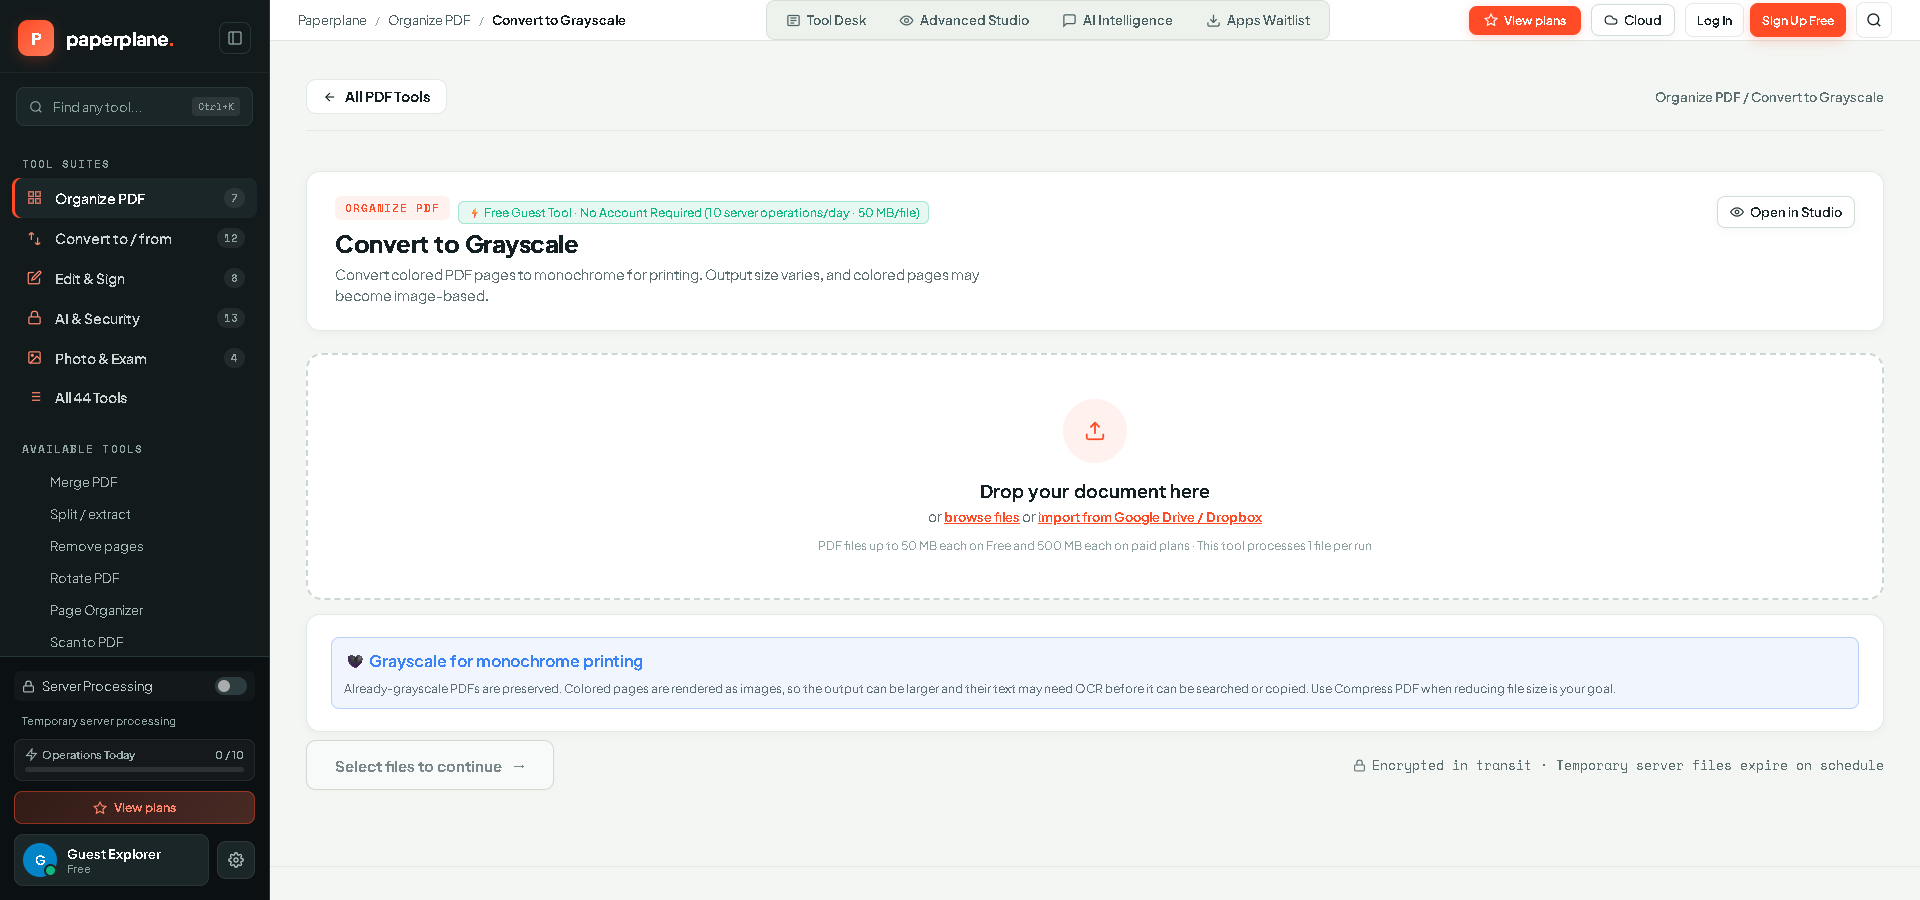 P paperplane.
Find any tool... Ctrl+K
TOOL SUITES
Organize PDF 7
Convert to / from 12
Edit & Sign 8
AI & Security 13
Photo & Exam 4
All 44 Tools
AVAILABLE TOOLS
Merge PDF
Split / extract
Remove pages
Rotate PDF
Page Organizer
Scan to PDF
Server Processing
Temporary server processing
Operations Today 0 / 10
View plans
G Guest Explorer
Free
Paperplane / Organize PDF / Convert to Grayscale
Tool Desk Advanced Studio AI Intelligence Apps Waitlist
View plans Cloud Log In Sign Up Free
← All PDF Tools
Organize PDF / Convert to Grayscale
ORGANIZE PDF Free Guest Tool · No Account Required (10 server operations/day · 50 MB/file)
Open in Studio
Convert to Grayscale
Convert colored PDF pages to monochrome for printing. Output size varies, and colored pages may
become image-based.
Drop your document here
or browse files or import from Google Drive / Dropbox
PDF files up to 50 MB each on Free and 500 MB each on paid plans · This tool processes 1 file per run
🖤 Grayscale for monochrome printing
Already-grayscale PDFs are preserved. Colored pages are rendered as images, so the output can be larger and their text may need OCR before it can be searched or copied. Use Compress PDF when reducing file size is your goal.
Select files to continue →
Encrypted in transit · Temporary server files expire on schedule